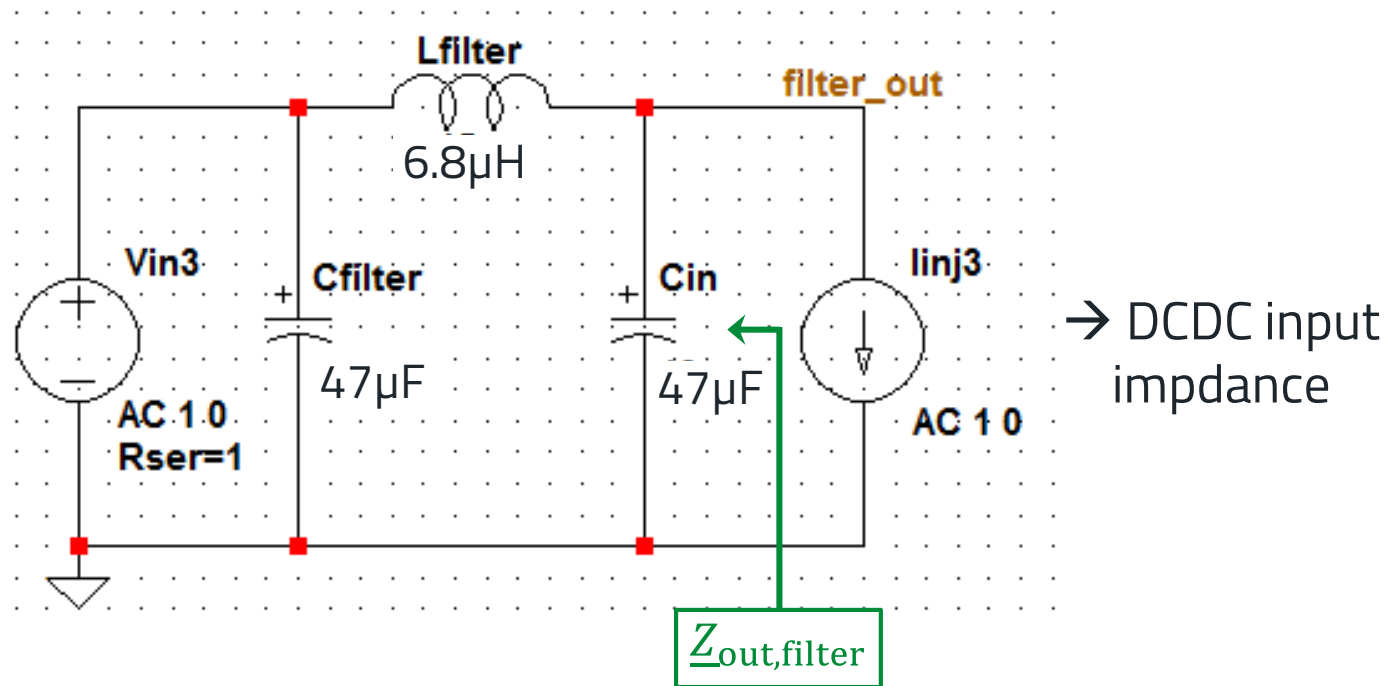 Lfilter
filter_out
6.8µH
Vin3
+
Cfilter
+
Cin
Iinj3
47µF
47µF
AC 1 0
Rser=1
AC 1 0
→ DCDC input
impdance
Z out,filter